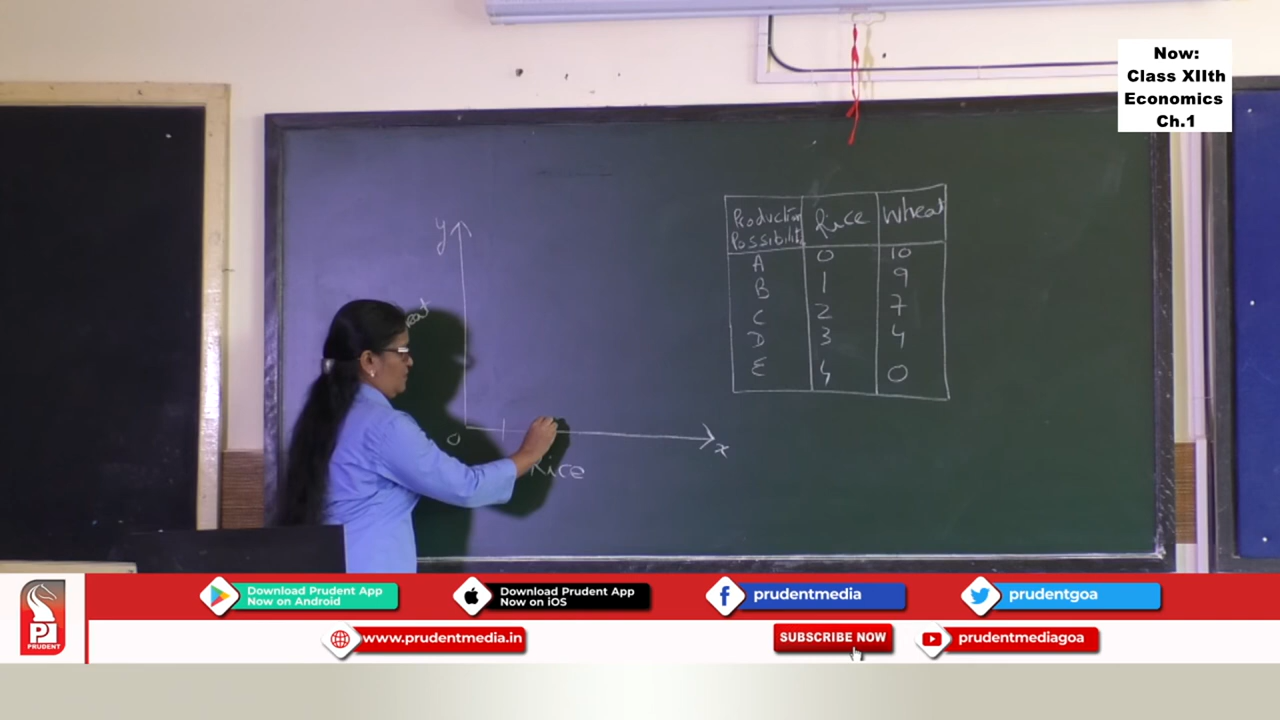 Now:
Class XIIth
Economics
Ch.1
Production Possibilit Rice Wheat
A 0 10
B 1 9
C 2 7
D 3 4
E 4 0
y
eat
o
x
Rice
PRUDENT
Download Prudent App
Now on Android
Download Prudent App
Now on iOS
prudentmedia
prudentgoa
www.prudentmedia.in
SUBSCRIBE NOW
prudentmediagoa